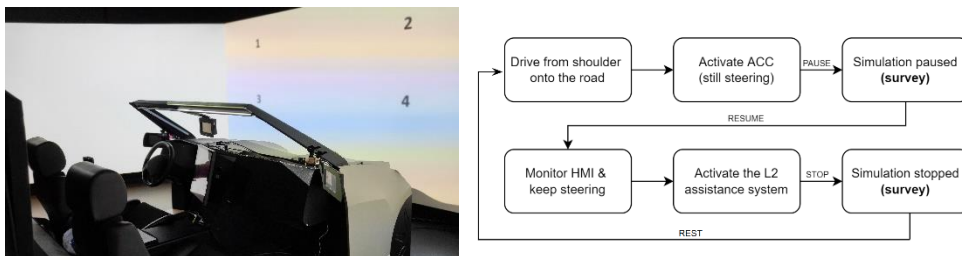 1
2
3
4
Drive from shoulder
onto the road
Activate ACC
(still steering)
PAUSE
Simulation paused
(survey)
RESUME
Monitor HMI &
keep steering
Activate the L2
assistance system
STOP
Simulation stopped
(survey)
REST